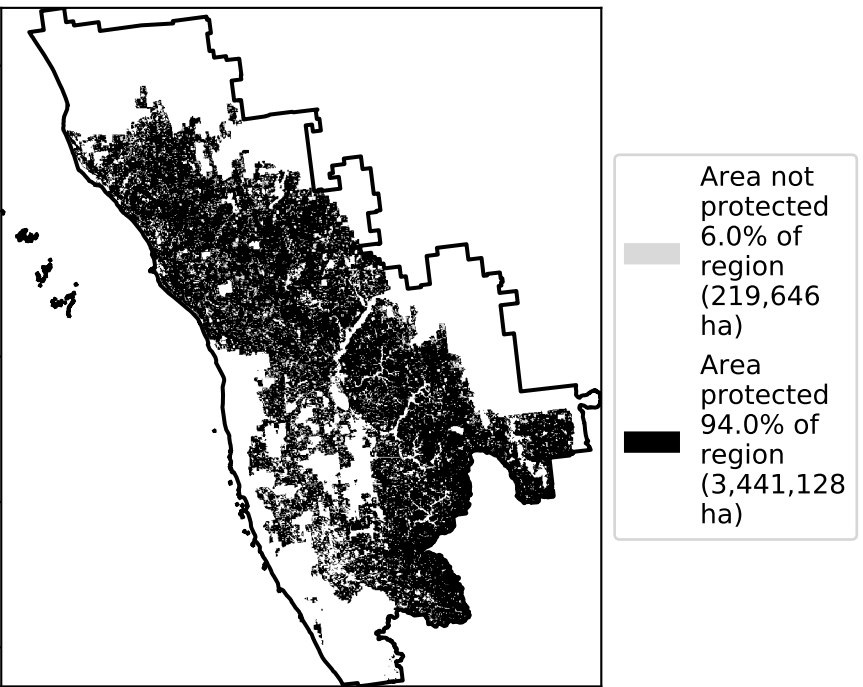 Area not
protected
6.0% of
region
(219,646
ha)
Area
protected
94.0% of
region
(3,441,128
ha)